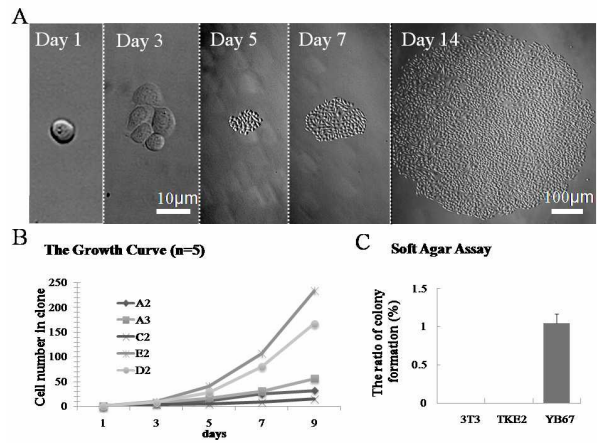 A
Day 1
Day 3
Day 5
Day 7
Day 14
10μm
100μm
B
The Growth Curve (n=5)
Cell number in clone
250
200
150
100
50
0
A2
A3
C2
E2
D2
1
3
5
7
9
days
C
Soft Agar Assay
The ratio of colony
formation (%)
1.5
1
0.5
0
3T3
TKE2
YB67